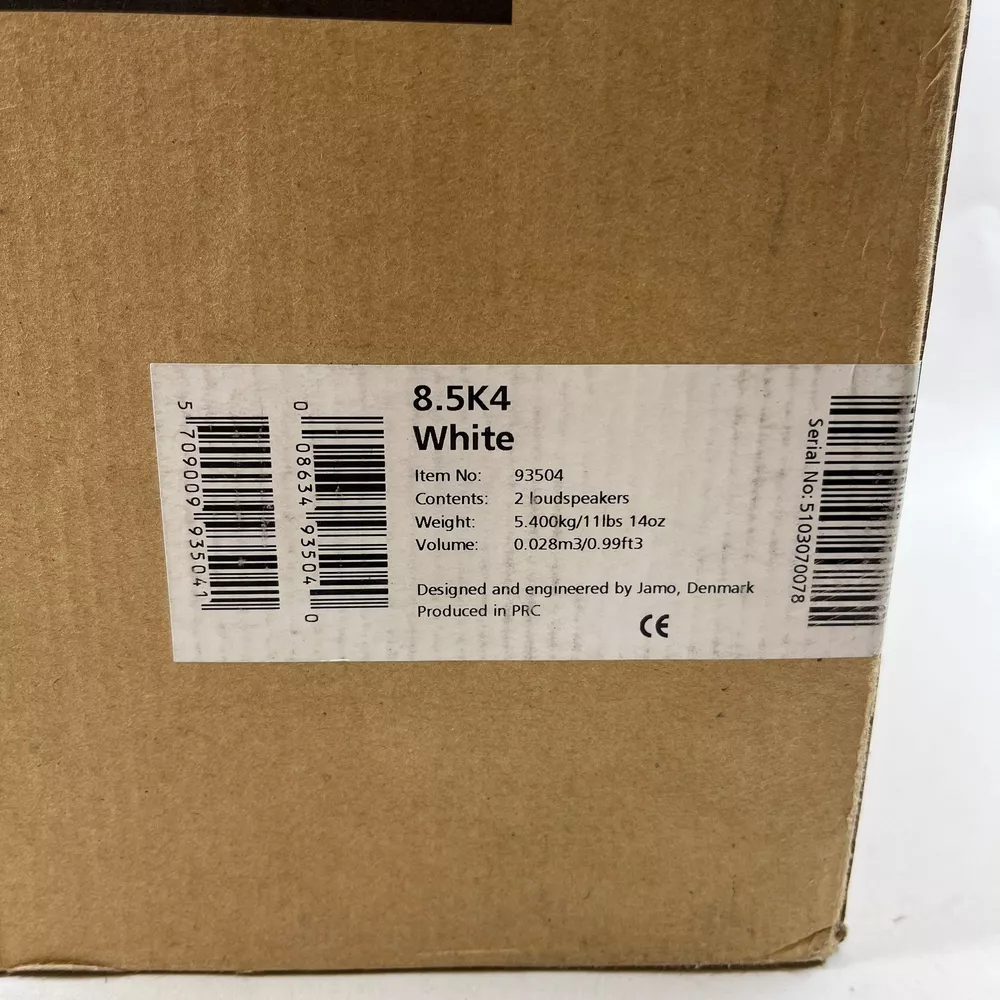 8.5K4
White
Item No: 93504
Contents: 2 loudspeakers
Weight: 5.400kg/11lbs 14oz
Volume: 0.028m3/0.99ft3
Designed and engineered by Jamo, Denmark
Produced in PRC
CE
5 709009 935041
0 08634 93504 0
Serial No: 5103070078